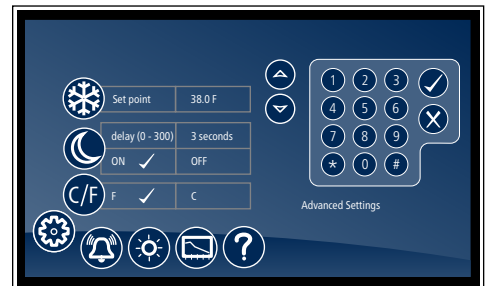 Set point 38.0 F
delay (0 - 300) 3 seconds
ON OFF
C/F F C
1 2 3
4 5 6
7 8 9
* 0 #
Advanced Settings
?